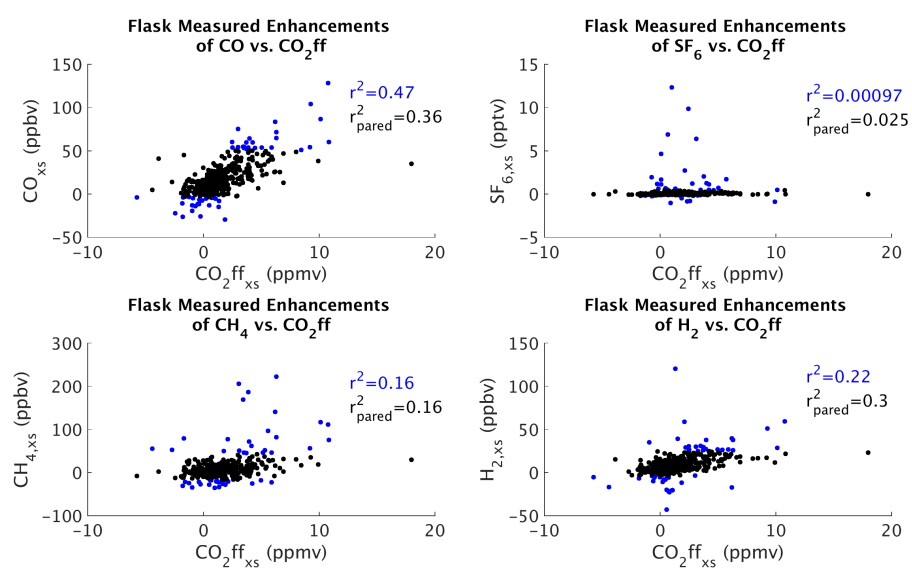 Flask Measured Enhancements
of CO vs. CO2ff
150
100
50
0
−50
−10
0
10
20
COxs (ppbv)
CO2ffxs (ppmv)
r2=0.47
r2pared=0.36
Flask Measured Enhancements
of SF6 vs. CO2ff
15
10
5
0
−5
−10
0
10
20
SF6,xs (pptv)
CO2ffxs (ppmv)
r2=0.00097
r2pared=0.025
Flask Measured Enhancements
of CH4 vs. CO2ff
300
200
100
0
−100
−10
0
10
20
CH4,xs (ppbv)
CO2ffxs (ppmv)
r2=0.16
r2pared=0.16
Flask Measured Enhancements
of H2 vs. CO2ff
150
100
50
0
−50
−10
0
10
20
H2,xs (ppbv)
CO2ffxs (ppmv)
r2=0.22
r2pared=0.3